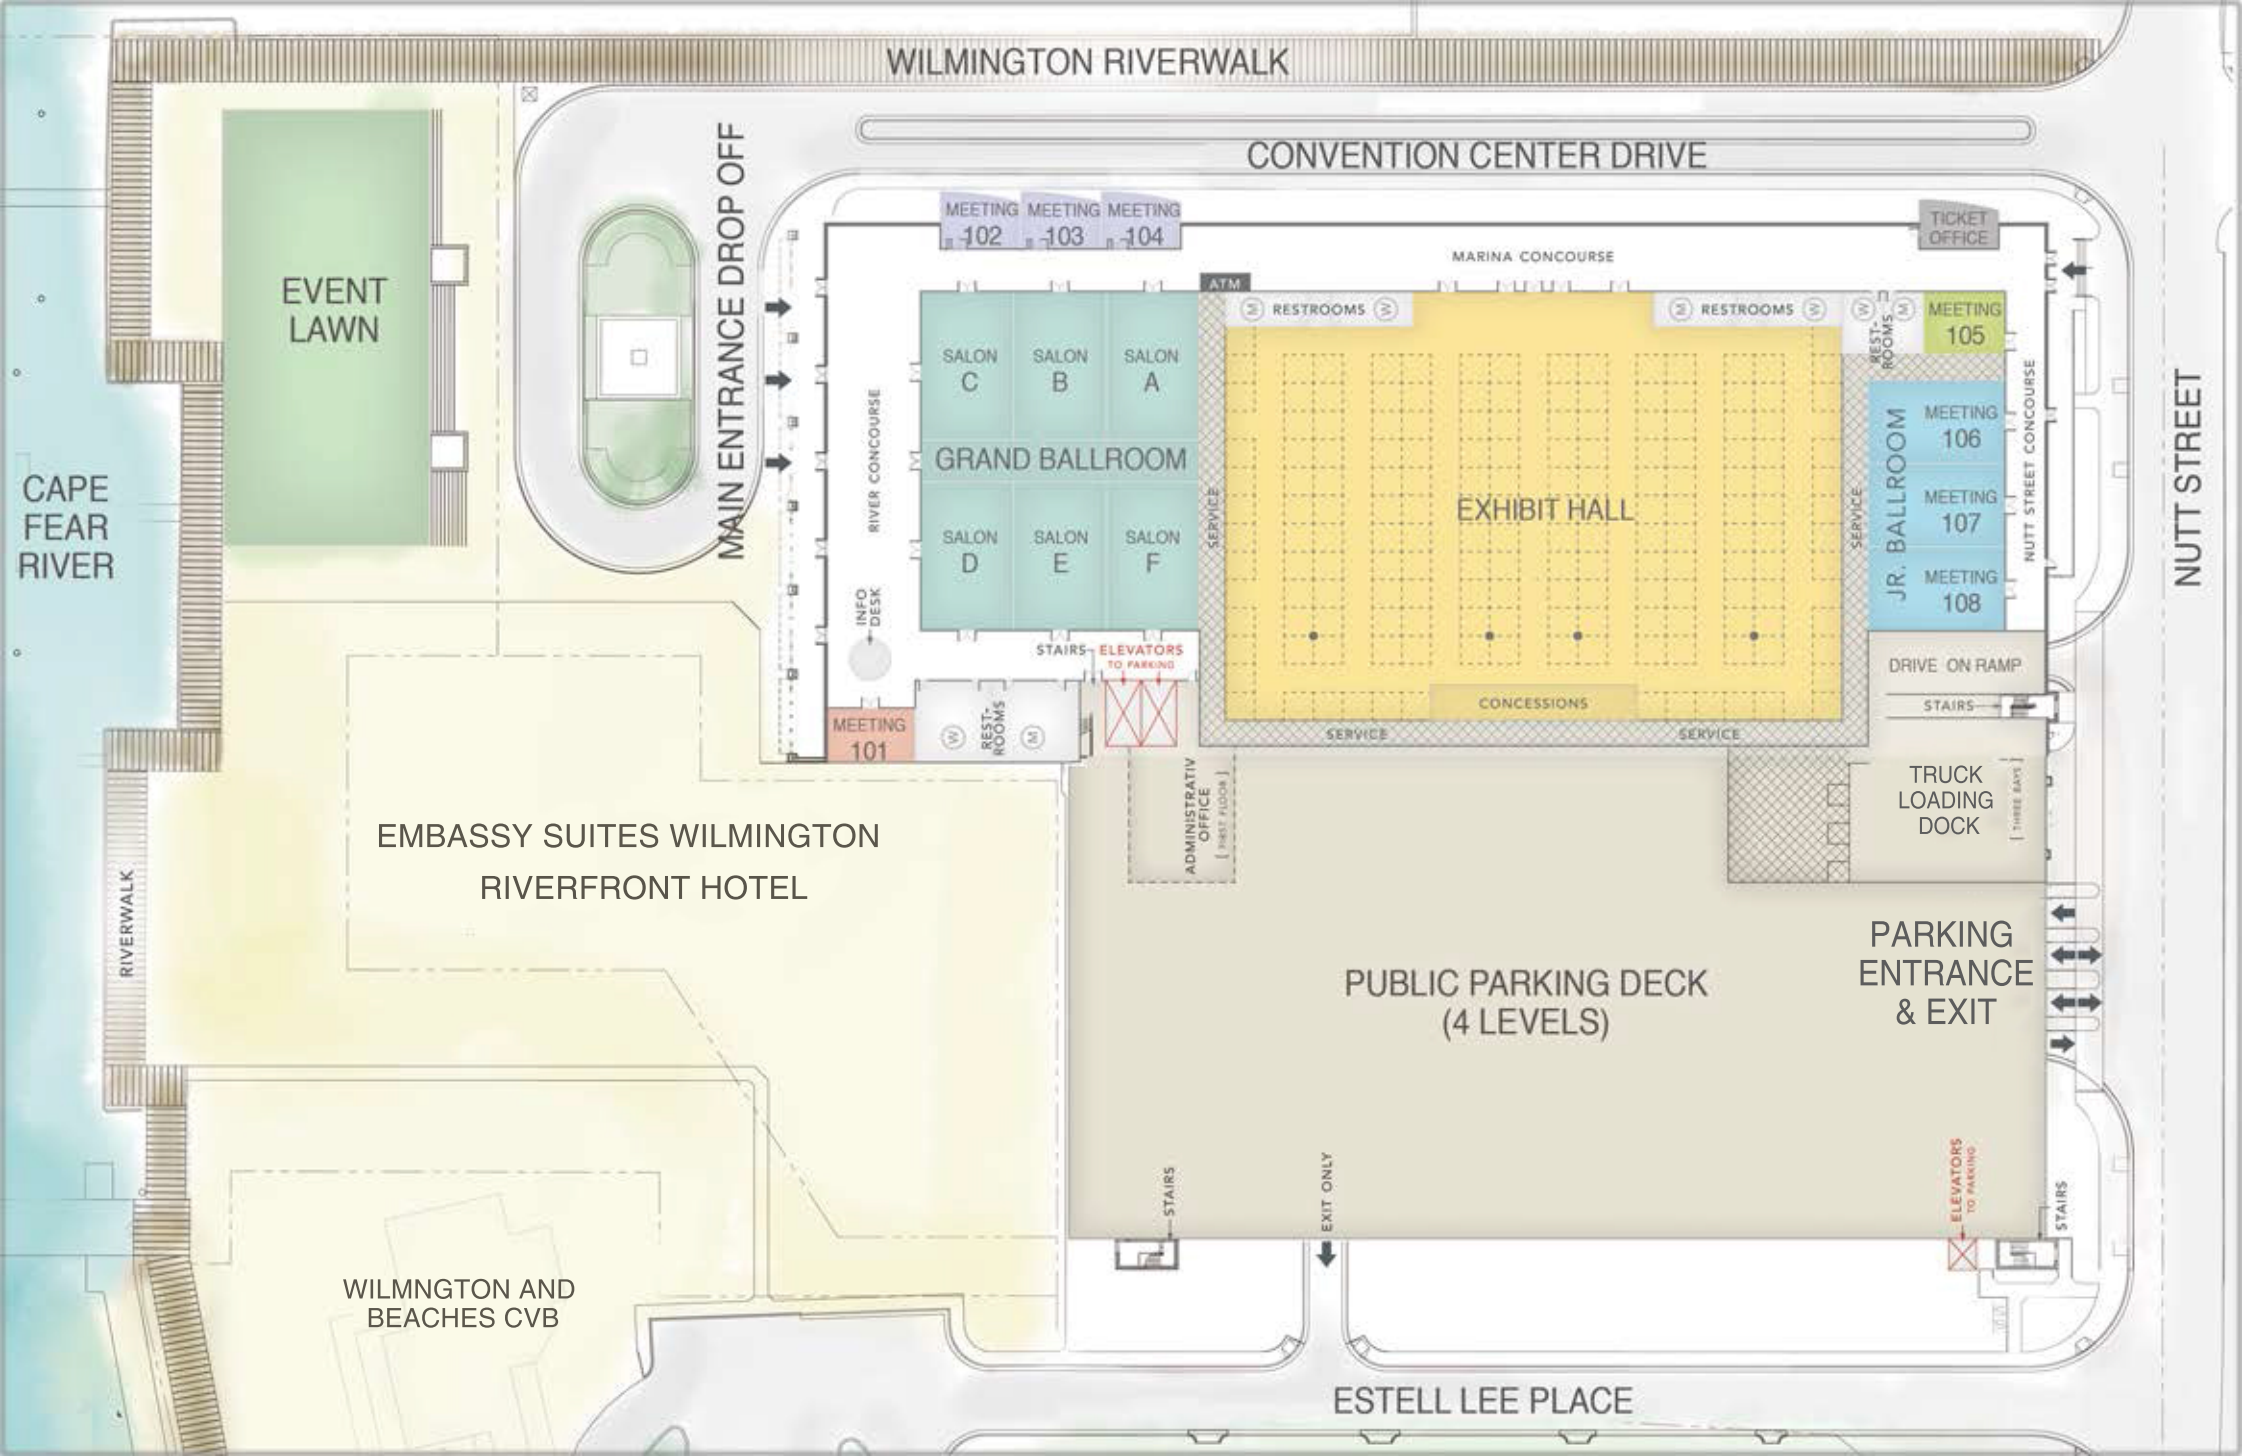 WILMINGTON RIVERWALK
CONVENTION CENTER DRIVE
MAIN ENTRANCE DROP OFF
EVENT
LAWN
CAPE
FEAR
RIVER
MEETING
102
MEETING
103
MEETING
104
TICKET
OFFICE
MARINA CONCOURSE
ATM
M RESTROOMS W
M RESTROOMS W
W REST-
ROOMS M
MEETING
105
SALON
C
SALON
B
SALON
A
GRAND BALLROOM
SALON
D
SALON
E
SALON
F
RIVER CONCOURSE
INFO
DESK
SERVICE
EXHIBIT HALL
SERVICE
JR. BALLROOM
MEETING
106
MEETING
107
MEETING
108
NUTT STREET CONCOURSE
NUTT STREET
STAIRS
ELEVATORS
TO PARKING
DRIVE ON RAMP
STAIRS
CONCESSIONS
SERVICE
SERVICE
MEETING
101
W REST-
ROOMS M
ADMINISTRATIV
OFFICE
[ FIRST FLOOR ]
TRUCK
LOADING
DOCK
[ THREE BAYS ]
EMBASSY SUITES WILMINGTON
RIVERFRONT HOTEL
RIVERWALK
PUBLIC PARKING DECK
(4 LEVELS)
PARKING
ENTRANCE
& EXIT
STAIRS
EXIT ONLY
ELEVATORS
TO PARKING
STAIRS
WILMNGTON AND
BEACHES CVB
ESTELL LEE PLACE